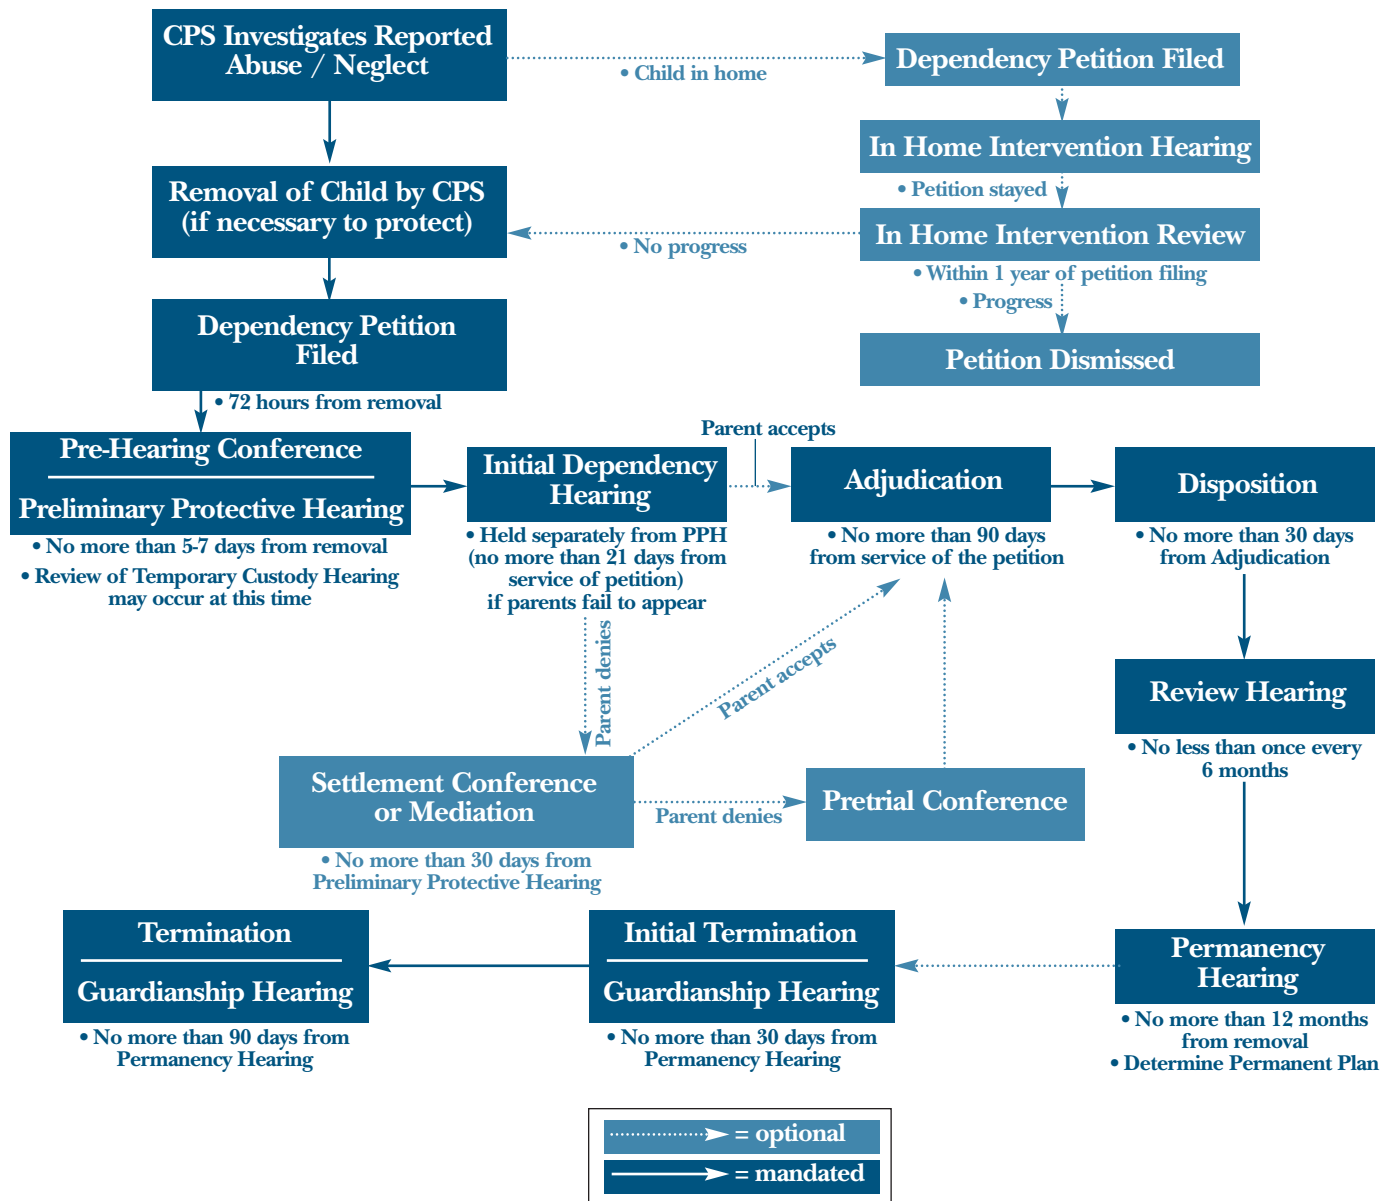 CPS Investigates Reported
Abuse / Neglect
• Child in home
Dependency Petition Filed
In Home Intervention Hearing
• Petition stayed
Removal of Child by CPS
(if necessary to protect)
• No progress
In Home Intervention Review
• Within 1 year of petition filing
• Progress
Petition Dismissed
Dependency Petition
Filed
• 72 hours from removal
Pre-Hearing Conference
Preliminary Protective Hearing
• No more than 5-7 days from removal
• Review of Temporary Custody Hearing
may occur at this time
Initial Dependency
Hearing
• Held separately from PPH
(no more than 21 days from
service of petition)
if parents fail to appear
Parent accepts
Adjudication
• No more than 90 days
from service of the petition
Disposition
• No more than 30 days
from Adjudication
Parent denies
Parent accepts
Review Hearing
• No less than once every
6 months
Settlement Conference
or Mediation
• No more than 30 days from
Preliminary Protective Hearing
Parent denies
Pretrial Conference
Permanency
Hearing
• No more than 12 months
from removal
• Determine Permanent Plan
Initial Termination
Guardianship Hearing
• No more than 30 days from
Permanency Hearing
Termination
Guardianship Hearing
• No more than 90 days from
Permanency Hearing
= optional
= mandated